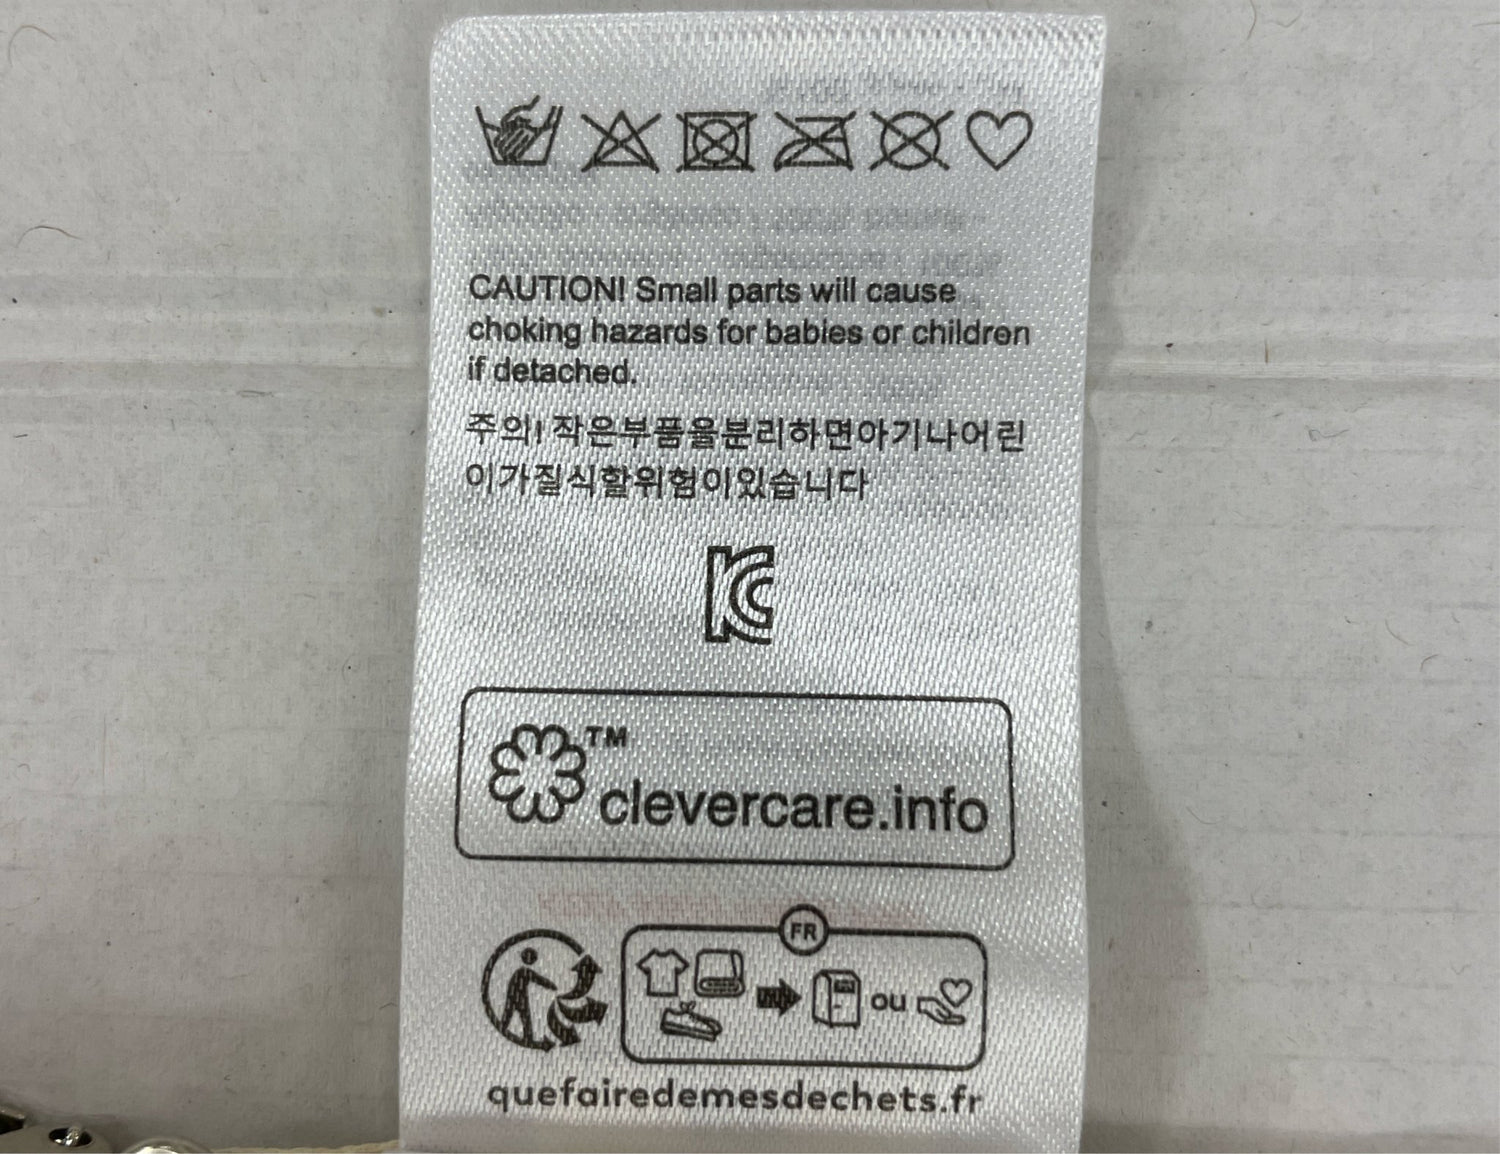 CAUTION! Small parts will cause
choking hazards for babies or children
if detached.
주의! 작은부품을분리하면아기나어린
이가질식할위험이있습니다
KC
TM
clevercare.info
FR
ou
quefairedemesdechets.fr